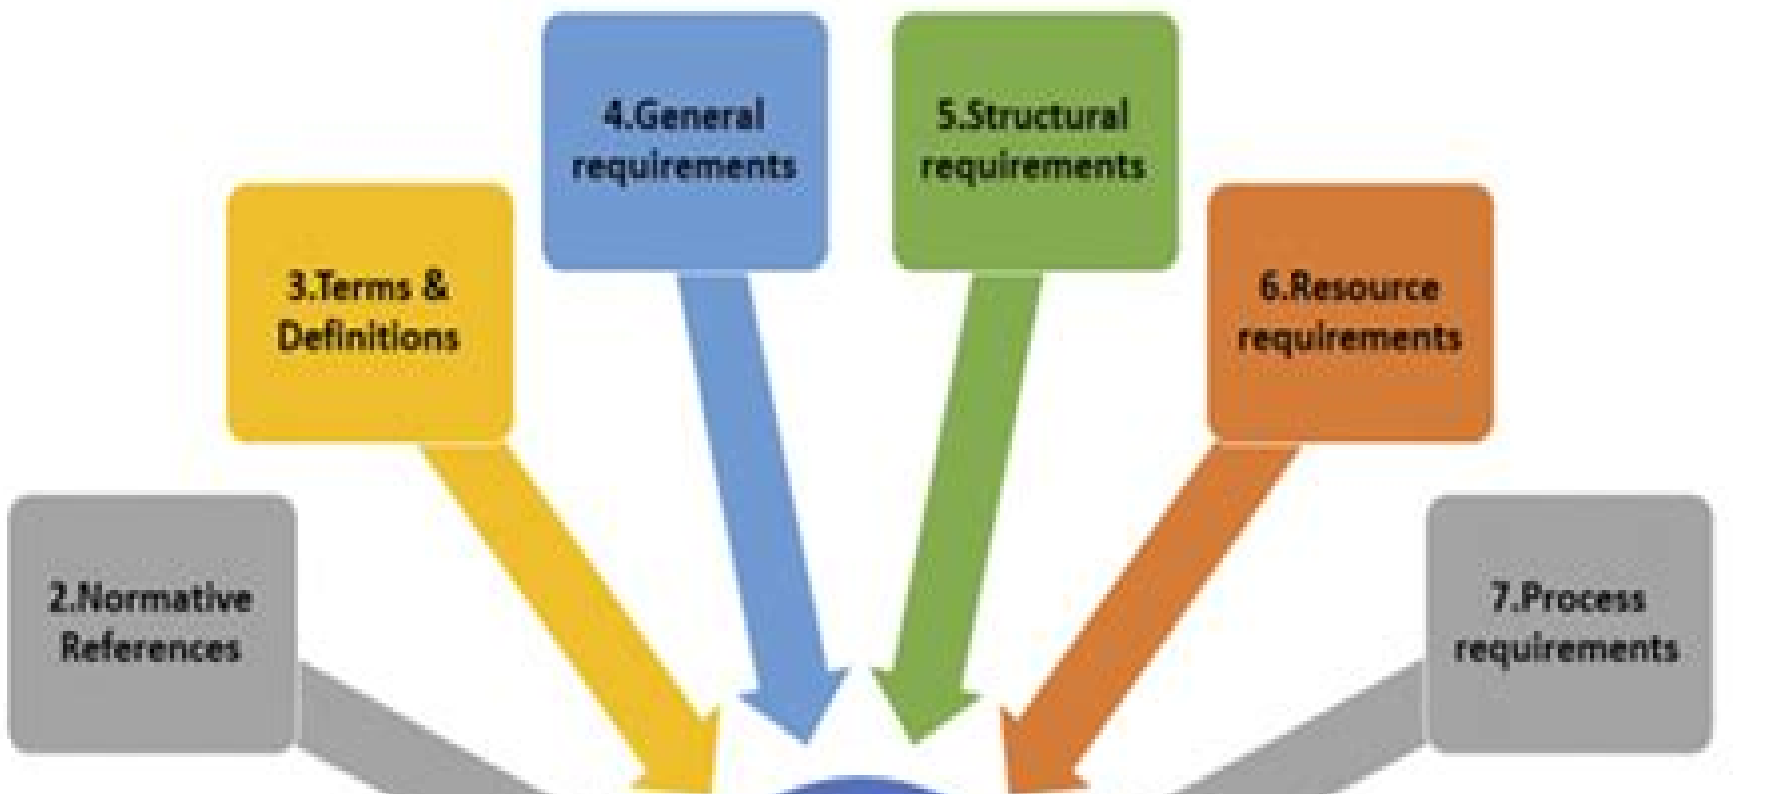 4.General
requirements
5.Structural
requirements
3.Terms &
Definitions
6.Resource
requirements
2.Normative
References
7.Process
requirements